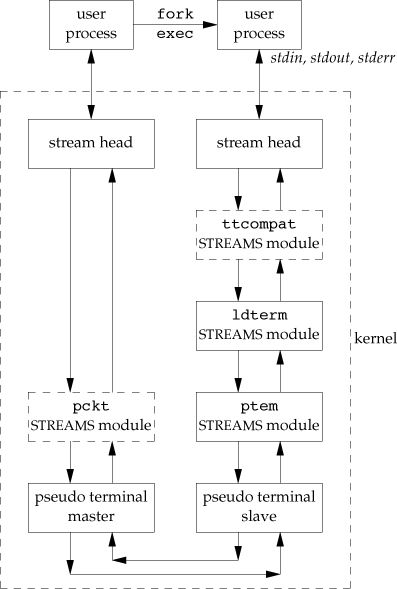 user
process
fork
exec
user
process
stdin, stdout, stderr
stream head
stream head
ttcompat
STREAMS module
ldterm
STREAMS module
kernel
pckt
STREAMS module
ptem
STREAMS module
pseudo terminal
master
pseudo terminal
slave